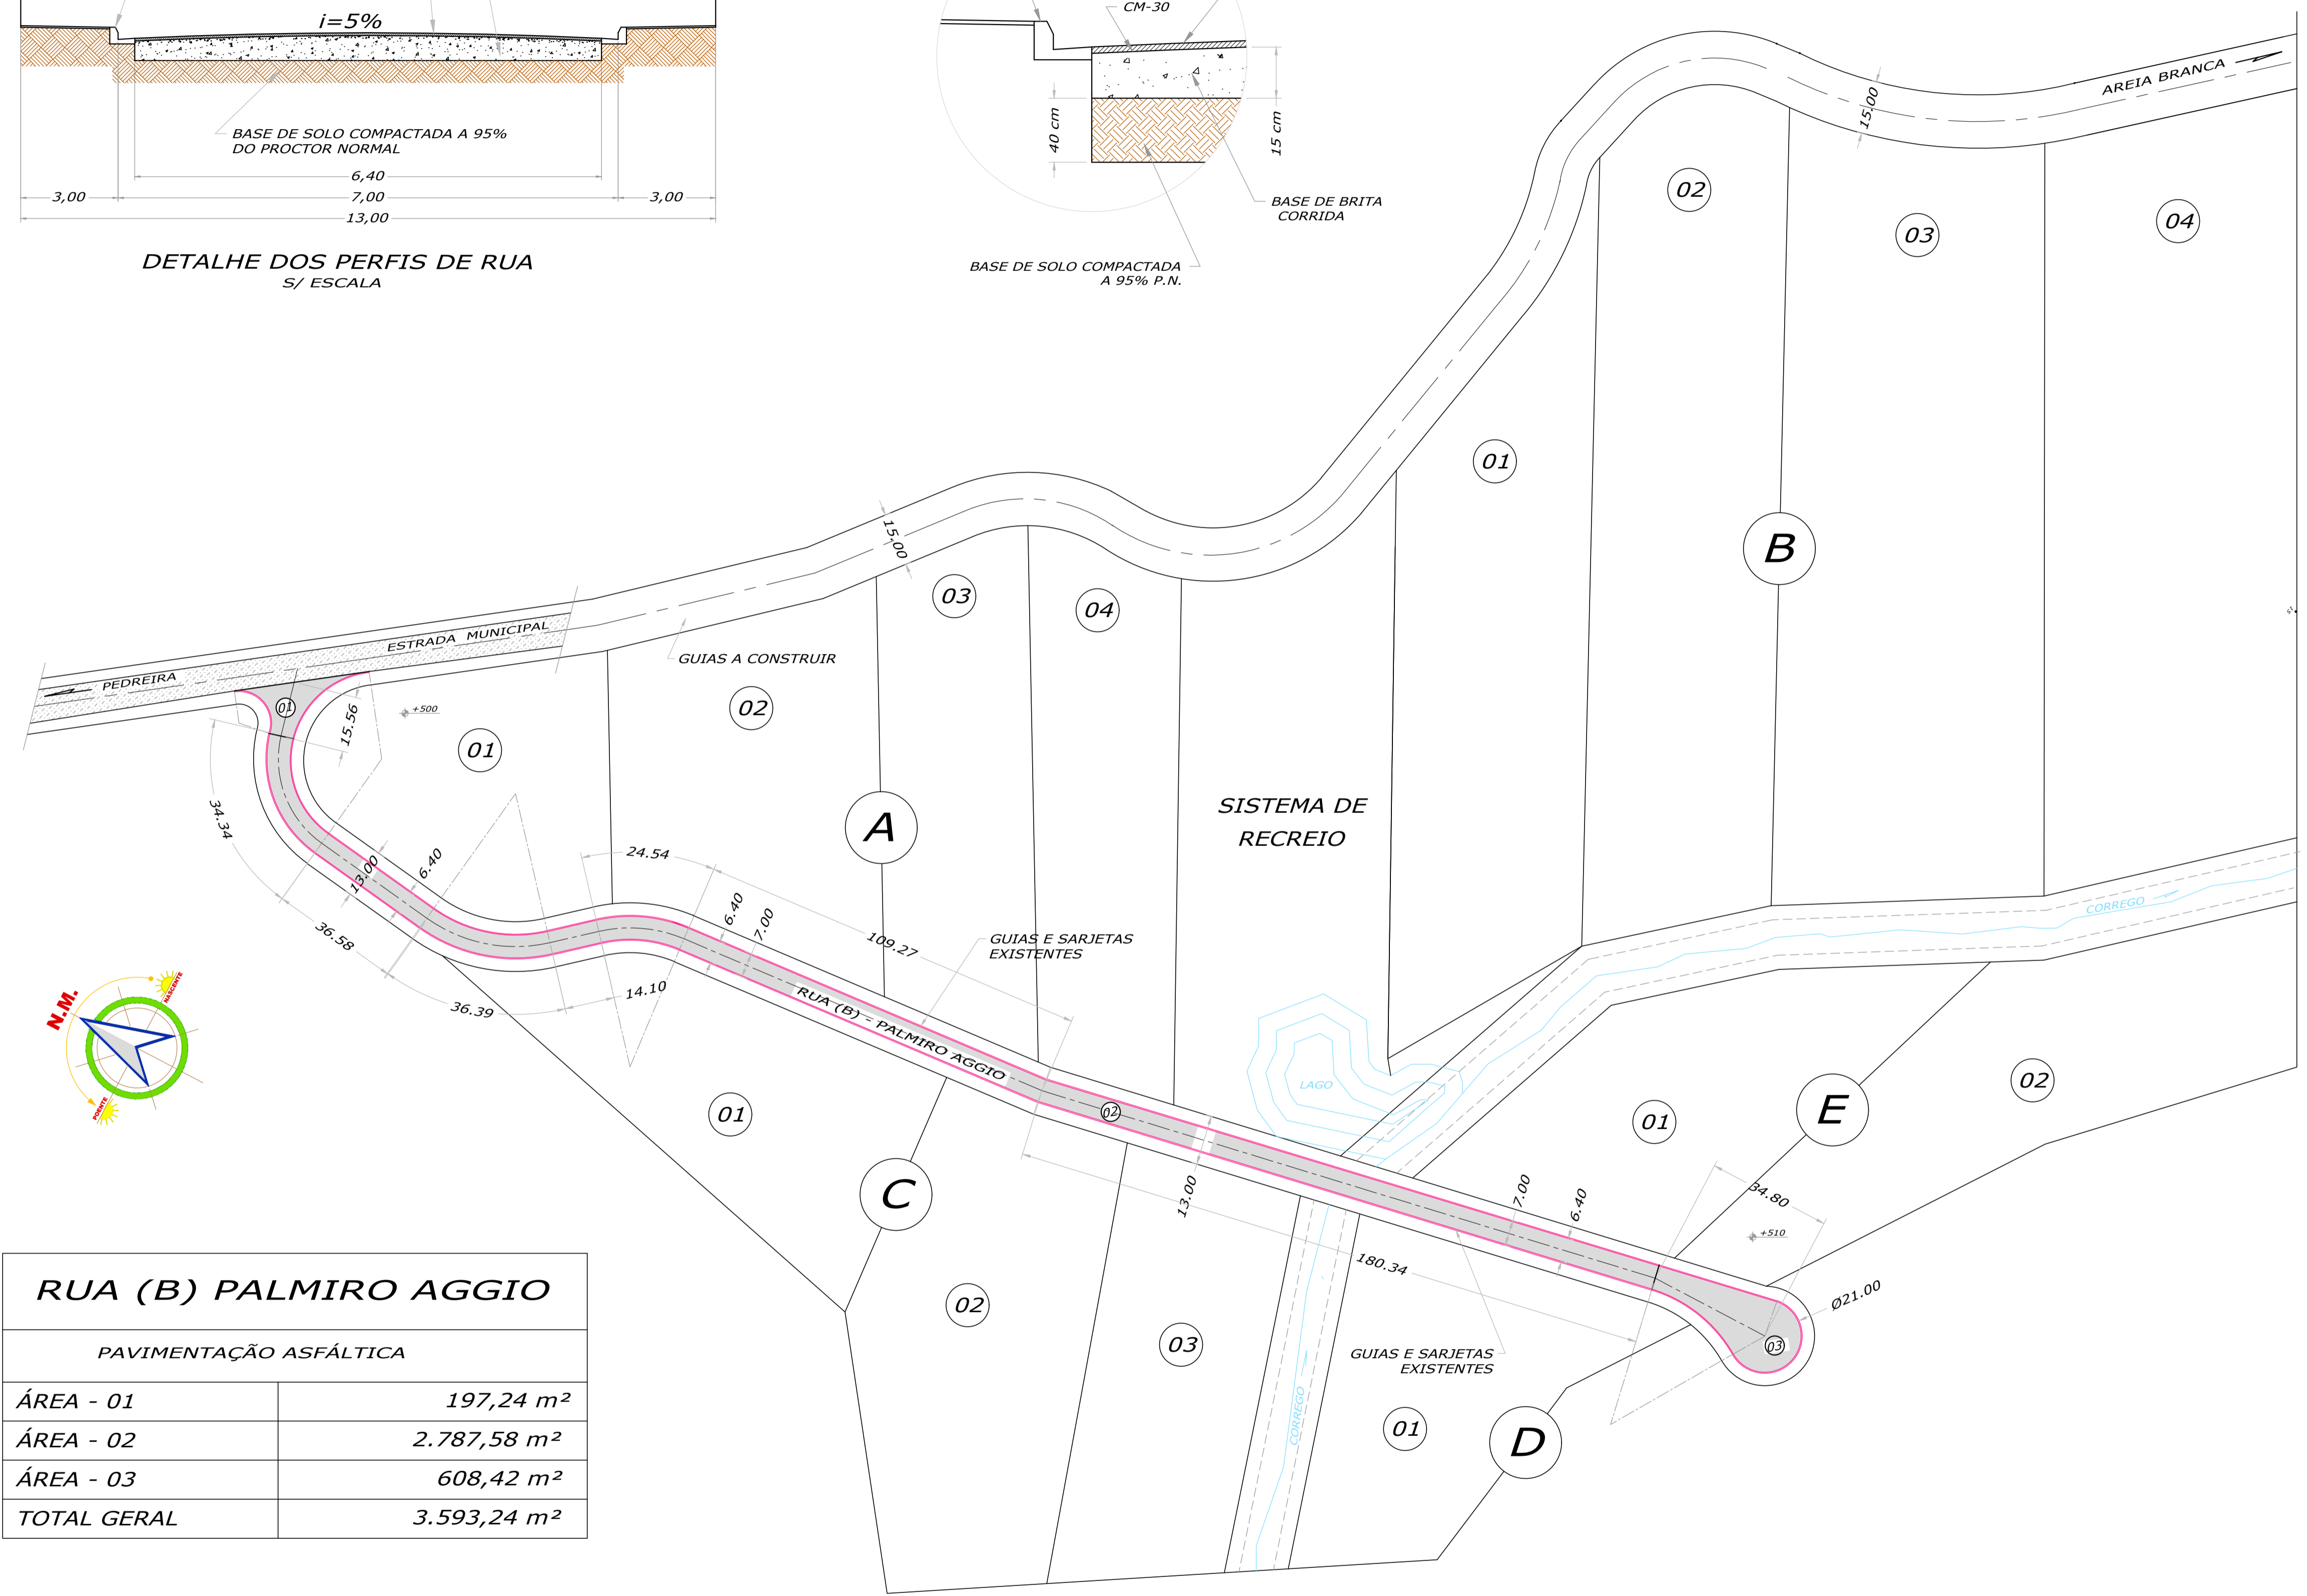 i=5%
BASE DE SOLO COMPACTADA A 95%
DO PROCTOR NORMAL
6,40
3,00
7,00
3,00
13,00
DETALHE DOS PERFIS DE RUA
S/ ESCALA
CM-30
40 cm
15 cm
BASE DE BRITA
CORRIDA
BASE DE SOLO COMPACTADA
A 95% P.N.
AREIA BRANCA
15.00
02
03
04
01
B
15.00
03
04
ESTRADA MUNICIPAL
PEDREIRA
GUIAS A CONSTRUIR
02
01
15.56
+500
01
A
SISTEMA DE
RECREIO
34.34
13.00
6.40
24.54
6.40
7.00
109.27
GUIAS E SARJETAS
EXISTENTES
36.58
36.39
14.10
RUA (B) - PALMIRO AGGIO
CORREGO
N.M.
NASCENTE
POENTE
LAGO
01
02
C
02
03
13.00
180.34
7.00
6.40
01
E
02
34.80
+510
Ø21.00
03
GUIAS E SARJETAS
EXISTENTES
CORREGO
01
D
RUA (B) PALMIRO AGGIO
PAVIMENTAÇÃO ASFÁLTICA
ÁREA - 01 197,24 m²
ÁREA - 02 2.787,58 m²
ÁREA - 03 608,42 m²
TOTAL GERAL 3.593,24 m²